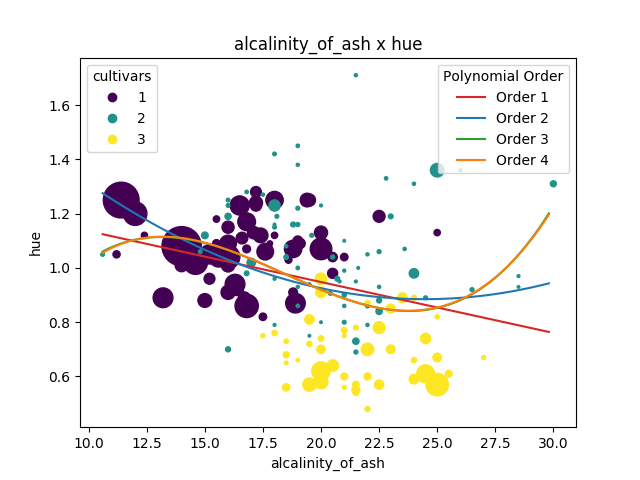 alcalinity_of_ash x hue
cultivars
1
2
3
Polynomial Order
Order 1
Order 2
Order 3
Order 4
hue
1.6
1.4
1.2
1.0
0.8
0.6
10.0 12.5 15.0 17.5 20.0 22.5 25.0 27.5 30.0
alcalinity_of_ash